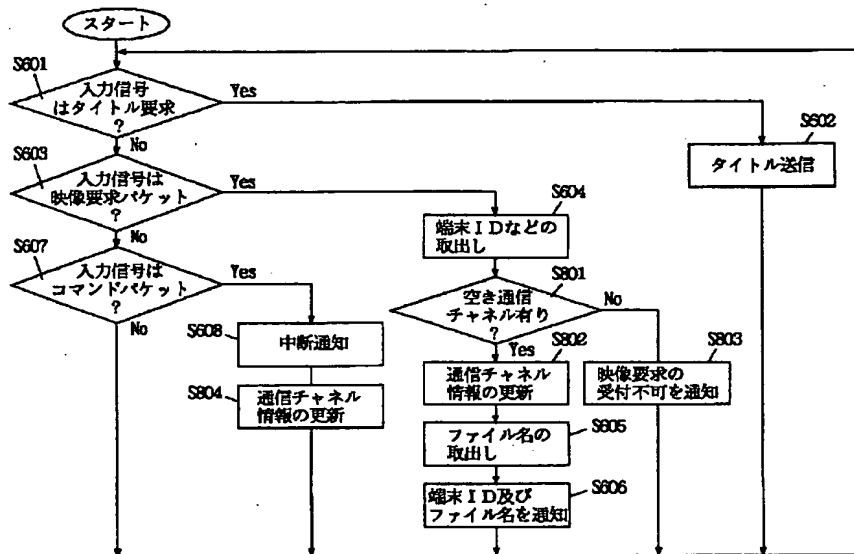 スタート
S601
入力信号
はタイトル要求
?
Yes
No
S602
タイトル送信
S603
入力信号は
映像要求パケット
?
Yes
No
S604
端末IDなどの
取出し
S607
入力信号は
コマンドパケット
?
Yes
No
S801
空き通信
チャネル有り
?
No
Yes
S608
中断通知
S802
通信チャネル
情報の更新
S803
映像要求の
受付不可を通知
S804
通信チャネル
情報の更新
S605
ファイル名の
取出し
S606
端末ID及び
ファイル名を通知